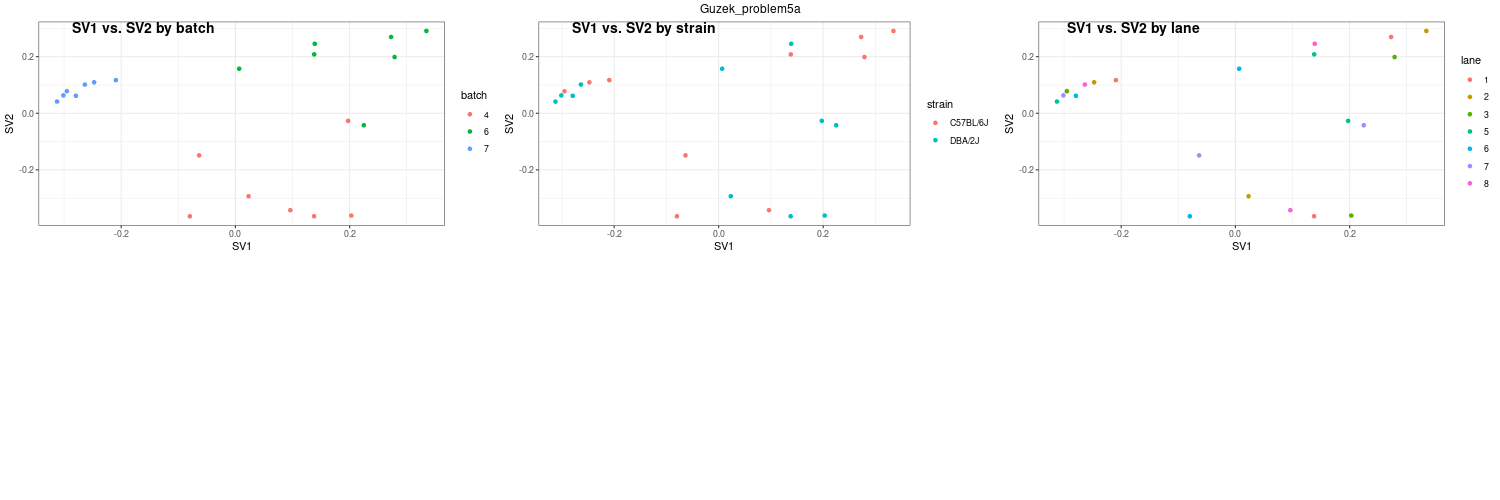 Guzek_problem5a
SV1 vs. SV2 by batch
SV2
0.2
0.0
-0.2
-0.2
0.0
0.2
SV1
batch
4
6
7
SV1 vs. SV2 by strain
SV2
0.2
0.0
-0.2
-0.2
0.0
0.2
SV1
strain
C57BL/6J
DBA/2J
SV1 vs. SV2 by lane
SV2
0.2
0.0
-0.2
-0.2
0.0
0.2
SV1
lane
1
2
3
5
6
7
8